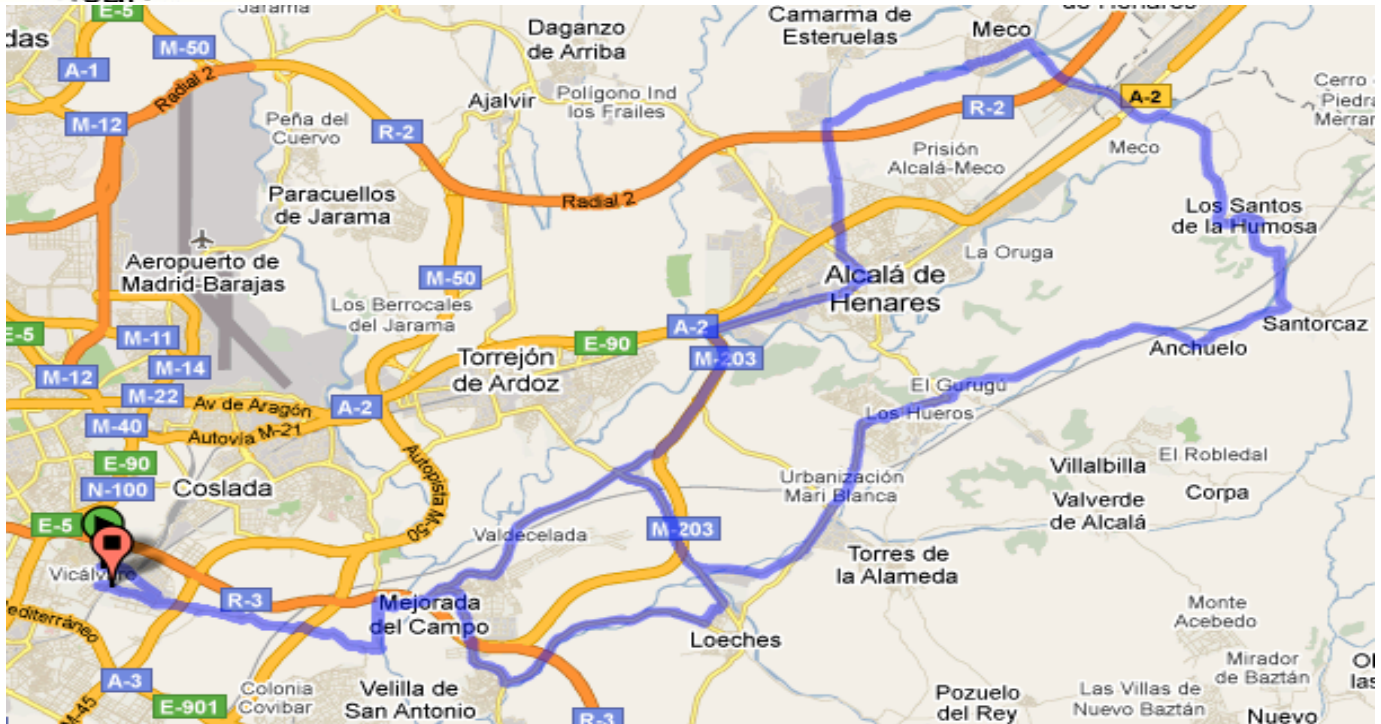 E-5
Jarama
das
M-50
A-1
Radial 2
M-12
Daganzo
de Arriba
Camarma de
Esteruelas
Meco
de Henares
Ajalvir
Polígono Ind
los Frailes
Peña del
Cuervo
R-2
R-2
A-2
Cerro
Piedra
Prisión
Alcalá-Meco
Meco
Paracuellos
de Jarama
Radial 2
Los Santos
de la Humosa
Aeropuerto de
Madrid-Barajas
M-50
La Oruga
Alcalá de
Henares
Los Berrocales
del Jarama
E-5
M-11
M-14
M-12
M-22
E-90
A-2
M-203
Santorcaz
Anchuelo
Torrejón
de Ardoz
Av de Aragón
A-2
M-40
Autovía M-21
El Gurugú
Los Hueros
E-90
N-100
Coslada
Autopista M-50
Urbanización
Mari Blanca
Villalbilla
El Robledal
Valverde
de Alcalá
Corpa
E-5
Valdecelada
M-203
Vicálvaro
Torres de
la Alameda
R-3
Mejorada
del Campo
Loeches
Monte
Acebedo
A-3
M-45
E-901
Colonia
Covibar
Velilla de
San Antonio
R-3
Pozuelo
del Rey
Las Villas de
Nuevo Baztán
Mirador
de Baztán
las
Nuevo